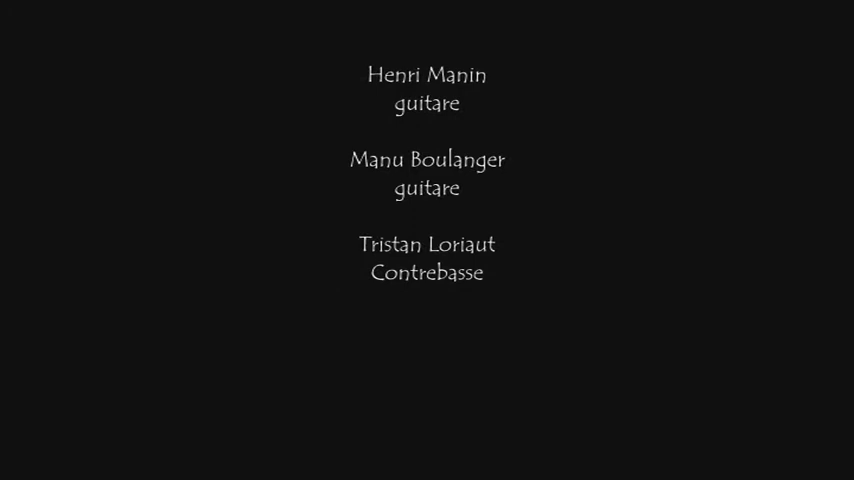 Henri Manin
guitare
Manu Boulanger
guitare
Tristan Loriaut
Contrebasse